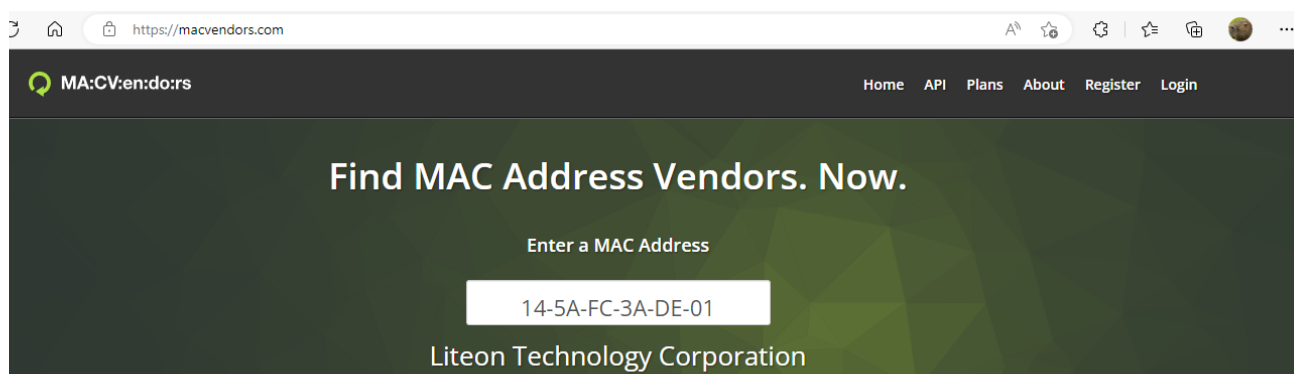 https://macvendors.com
MA:CV:en:do:rs
Home API Plans About Register Login
Find MAC Address Vendors. Now.
Enter a MAC Address
14-5A-FC-3A-DE-01
Liteon Technology Corporation